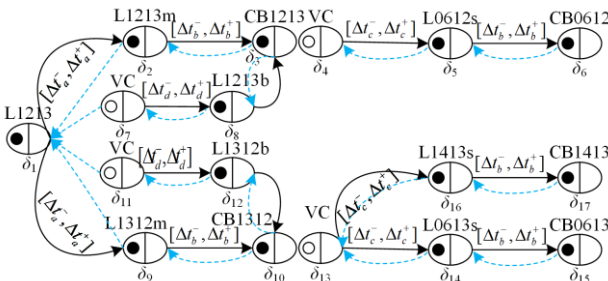 L1213m [Δt_b^-, Δt_b^+] CB1213 VC [Δt_c^-, Δt_c^+] L0612s [Δt_b^-, Δt_b^+] CB0612
[Δt_a^-, Δt_a^+] δ_2 δ_3 δ_4 δ_5 δ_6
VC [Δt_d^-, Δt_d^+] L1213b
L1213 δ_7 δ_8
δ_1 VC [Δt_d^-, Δt_d^+] L1312b L1413s [Δt_b^-, Δt_b^+] CB1413
δ_11 δ_12 [Δt_c^-, Δt_c^+] δ_16 δ_17
[Δt_a^-, Δt_a^+] L1312m [Δt_b^-, Δt_b^+] CB1312 VC [Δt_c^-, Δt_c^+] L0613s [Δt_b^-, Δt_b^+] CB0613
δ_9 δ_10 δ_13 δ_14 δ_15